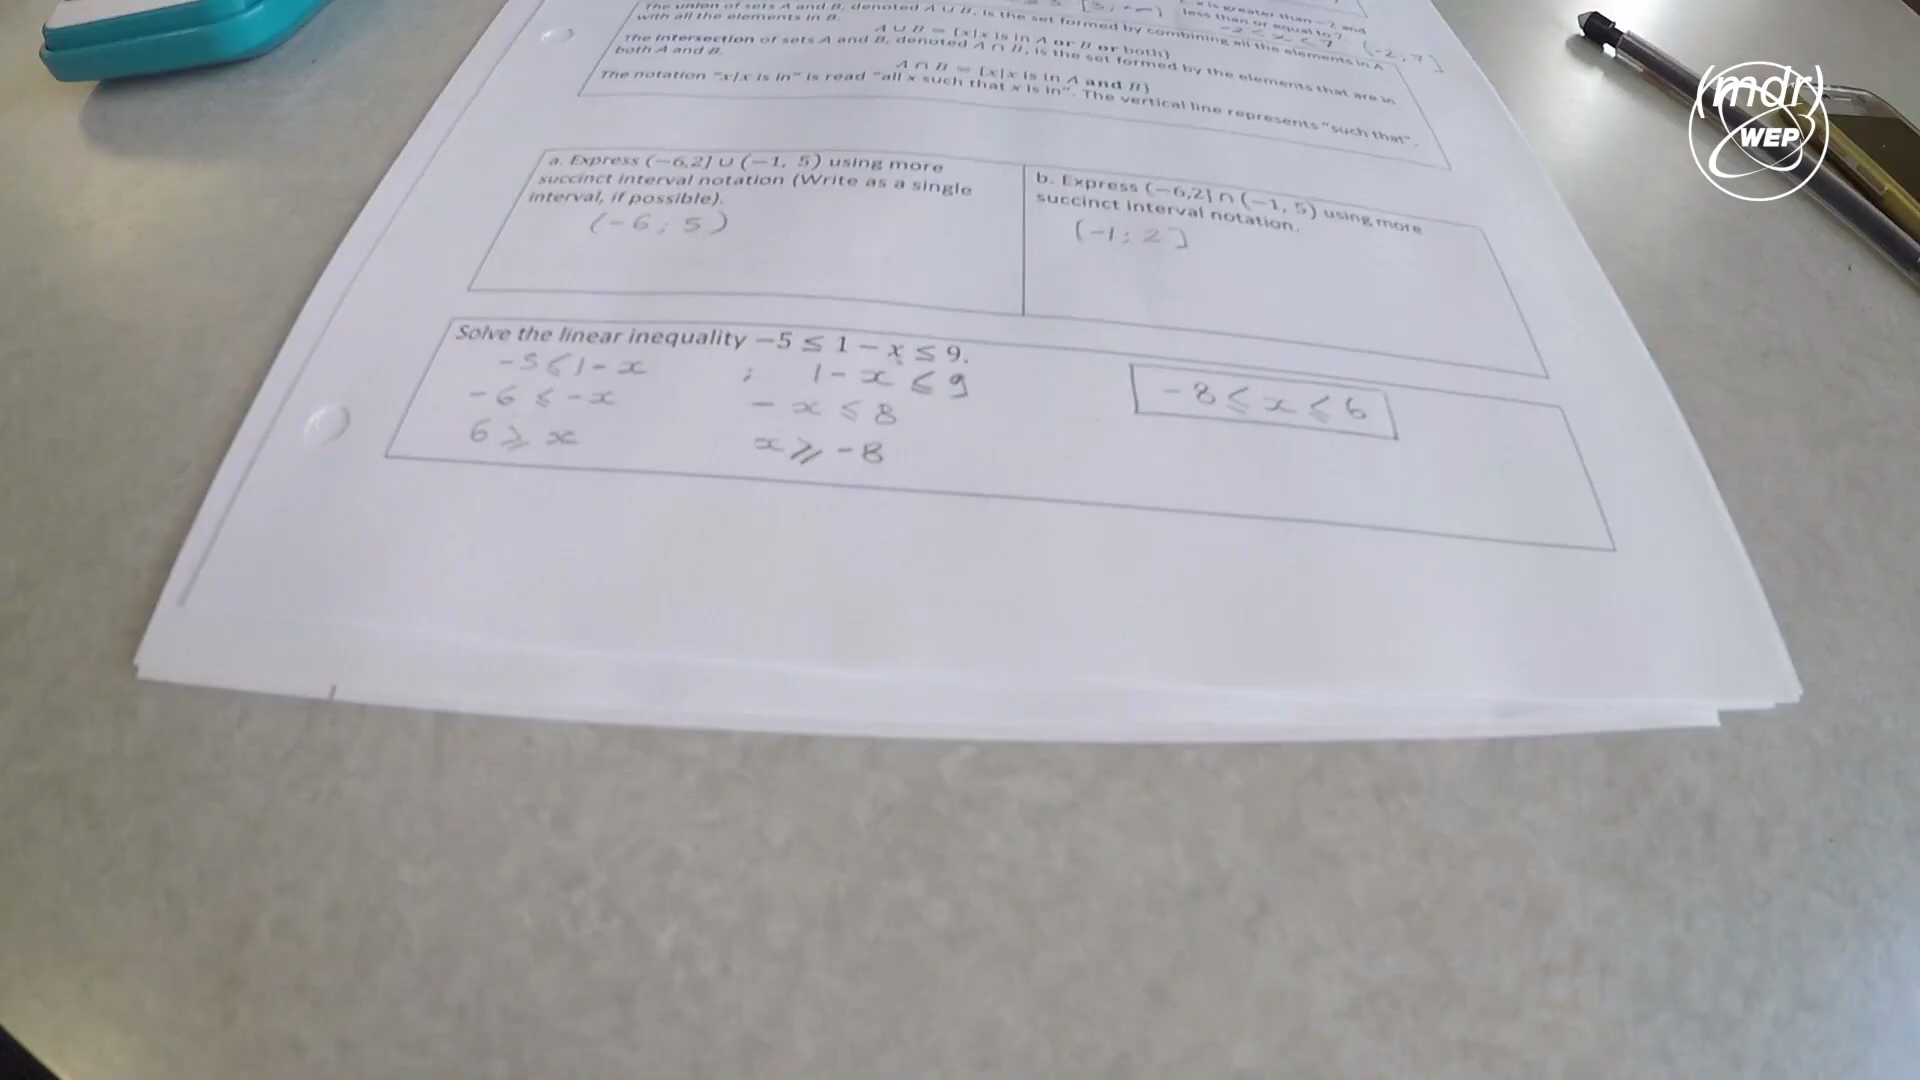 [3, -∞)
x is greater than -2 and
less than or equal to 7.
-2 < x ≤ 7 (-2, 7]
The union of sets A and B, denoted A ∪ B, is the set formed by combining all the elements in A
with all the elements in B.
A ∪ B = {x|x is in A or B or both}
The intersection of sets A and B, denoted A ∩ B, is the set formed by the elements that are in
both A and B.
A ∩ B = {x|x is in A and B}
The notation "x|x is in" is read "all x such that x is in". The vertical line represents "such that".
(mdr)
WEP
a. Express (−6,2] ∪ (−1, 5) using more
succinct interval notation (Write as a single
interval, if possible).
(-6; 5)
b. Express (−6,2] ∩ (−1, 5) using more
succinct interval notation.
(-1; 2]
Solve the linear inequality −5 ≤ 1 − x ≤ 9.
-5 ≤ 1 - x ; 1 - x ≤ 9
-6 ≤ -x - x ≤ 8
6 ≥ x x ≥ -8
-8 ≤ x ≤ 6